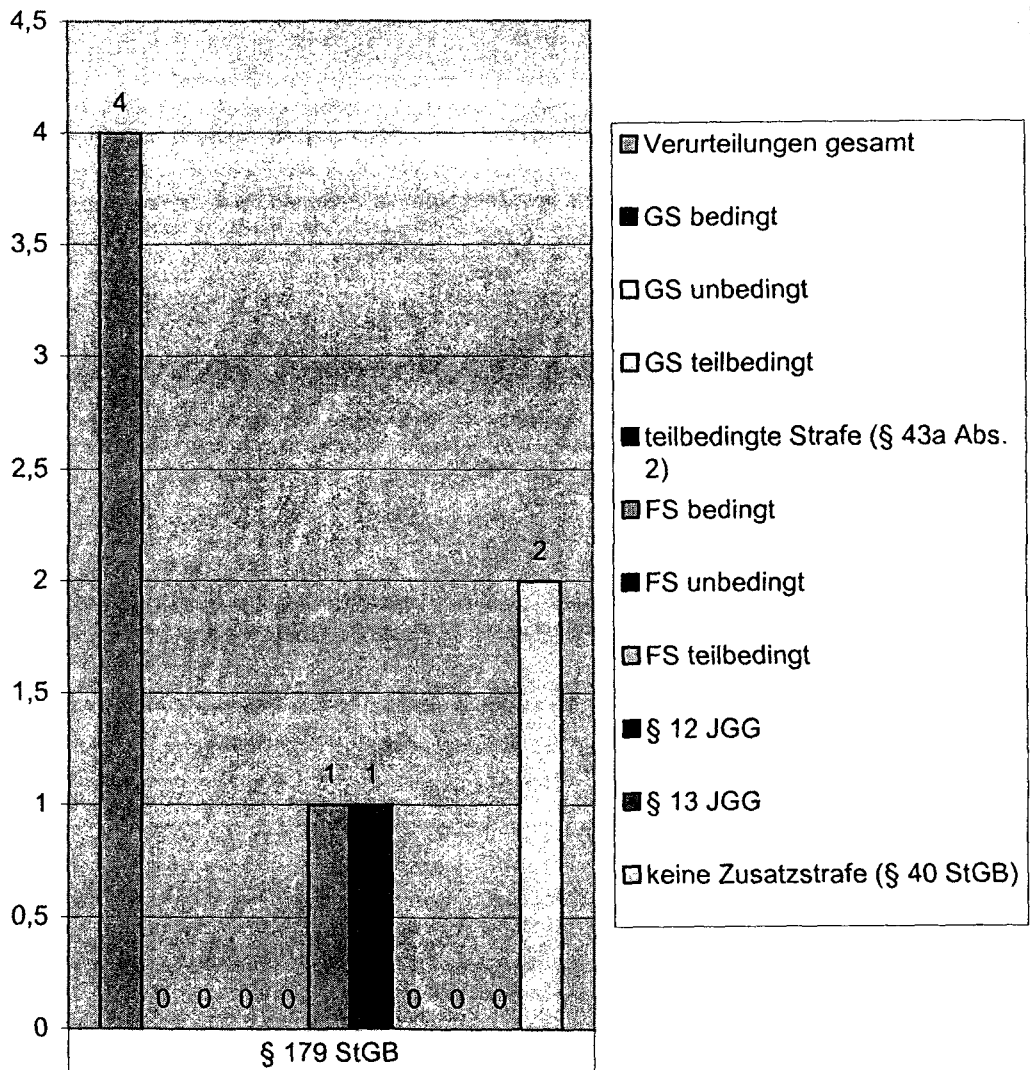 4,5
4
4
3,5
3
2,5
2
2
1,5
1
1 1
0,5
0 0 0 0 0 0 0
0
§ 179 StGB
Verurteilungen gesamt
GS bedingt
GS unbedingt
GS teilbedingt
teilbedingte Strafe (§ 43a Abs.
2)
FS bedingt
FS unbedingt
FS teilbedingt
§ 12 JGG
§ 13 JGG
keine Zusatzstrafe (§ 40 StGB)